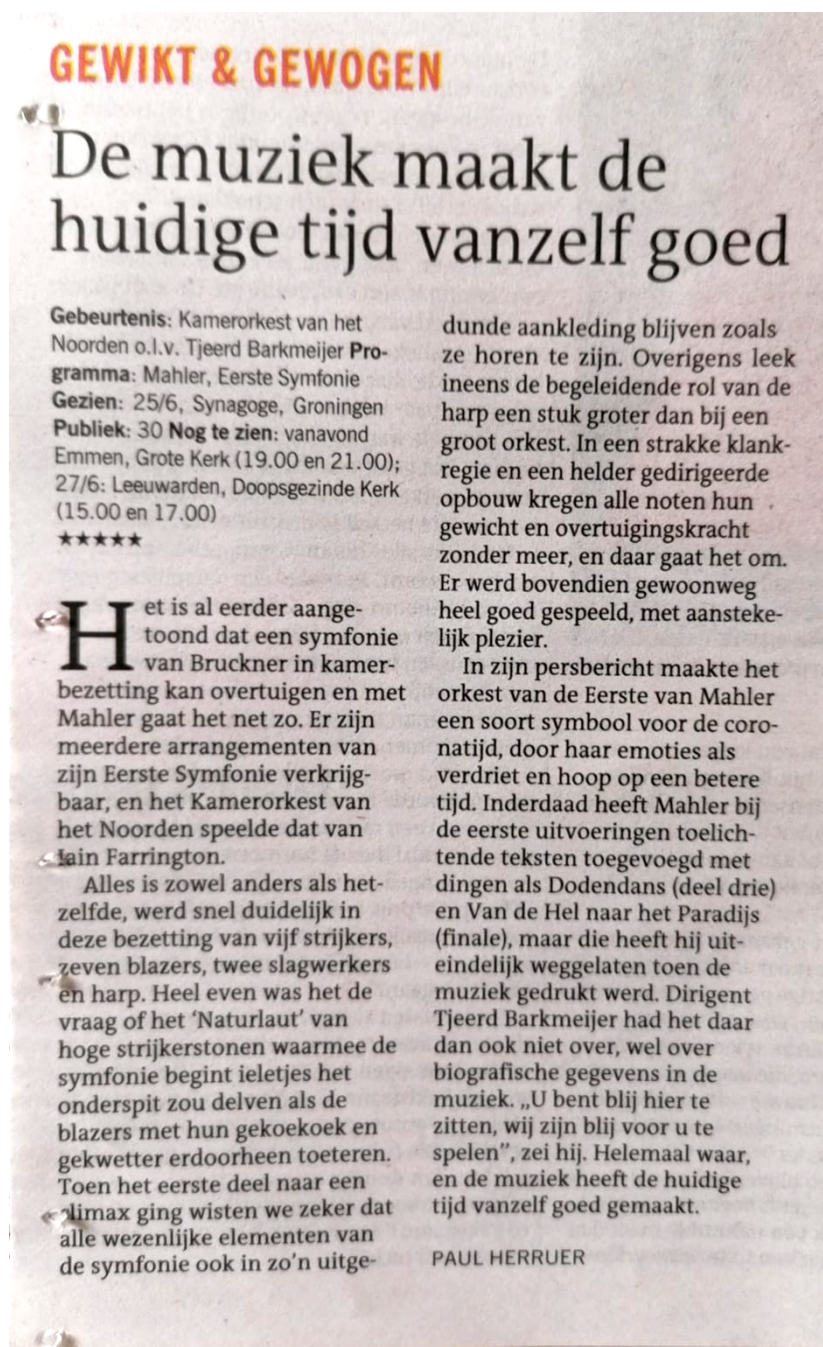 GEWIKT & GEWOGEN
De muziek maakt de
huidige tijd vanzelf goed
Gebeurtenis: Kamerorkest van het
Noorden o.l.v. Tjeerd Barkmeijer Pro-
gramma: Mahler, Eerste Symfonie
Gezien: 25/6, Synagoge, Groningen
Publiek: 30 Nog te zien: vanavond
Emmen, Grote Kerk (19.00 en 21.00);
27/6: Leeuwarden, Doopsgezinde Kerk
(15.00 en 17.00)
★★★★★
Het is al eerder aange-
toond dat een symfonie
van Bruckner in kamer-
bezetting kan overtuigen en met
Mahler gaat het net zo. Er zijn
meerdere arrangementen van
zijn Eerste Symfonie verkrijg-
baar, en het Kamerorkest van
het Noorden speelde dat van
Iain Farrington.
Alles is zowel anders als het-
zelfde, werd snel duidelijk in
deze bezetting van vijf strijkers,
zeven blazers, twee slagwerkers
en harp. Heel even was het de
vraag of het ‘Naturlaut’ van
hoge strijkerstonen waarmee de
symfonie begint ieletjes het
onderspit zou delven als de
blazers met hun gekoekoek en
gekwetter erdoorheen toeteren.
Toen het eerste deel naar een
climax ging wisten we zeker dat
alle wezenlijke elementen van
de symfonie ook in zo’n uitge-
dunde aankleding blijven zoals
ze horen te zijn. Overigens leek
ineens de begeleidende rol van de
harp een stuk groter dan bij een
groot orkest. In een strakke klank-
regie en een helder gedirigeerde
opbouw kregen alle noten hun
gewicht en overtuigingskracht
zonder meer, en daar gaat het om.
Er werd bovendien gewoonweg
heel goed gespeeld, met aansteke-
lijk plezier.
In zijn persbericht maakte het
orkest van de Eerste van Mahler
een soort symbool voor de coro-
natijd, door haar emoties als
verdriet en hoop op een betere
tijd. Inderdaad heeft Mahler bij
de eerste uitvoeringen toelich-
tende teksten toegevoegd met
dingen als Dodendans (deel drie)
en Van de Hel naar het Paradijs
(finale), maar die heeft hij uit-
eindelijk weggelaten toen de
muziek gedrukt werd. Dirigent
Tjeerd Barkmeijer had het daar
dan ook niet over, wel over
biografische gegevens in de
muziek. „U bent blij hier te
zitten, wij zijn blij voor u te
spelen”, zei hij. Helemaal waar,
en de muziek heeft de huidige
tijd vanzelf goed gemaakt.
PAUL HERRUER